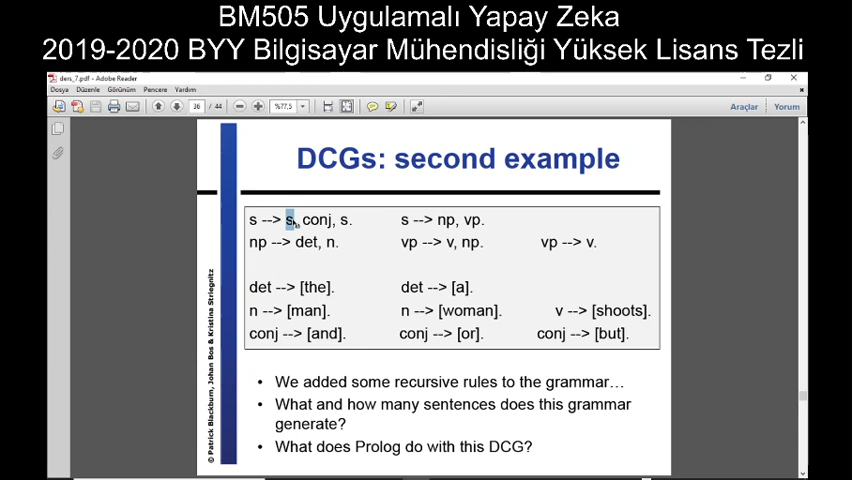 BM505 Uygulamalı Yapay Zeka
2019-2020 BYY Bilgisayar Mühendisliği Yüksek Lisans Tezli
ders_7.pdf - Adobe Reader
Dosya Düzenle Görünüm Pencere Yardım
36 / 44 %77,5 Araçlar Yorum
DCGs: second example
s --> s, conj, s. s --> np, vp.
np --> det, n. vp --> v, np. vp --> v.
det --> [the]. det --> [a].
n --> [man]. n --> [woman]. v --> [shoots].
conj --> [and]. conj --> [or]. conj --> [but].
• We added some recursive rules to the grammar…
• What and how many sentences does this grammar
generate?
• What does Prolog do with this DCG?
© Patrick Blackburn, Johan Bos & Kristina Striegnitz